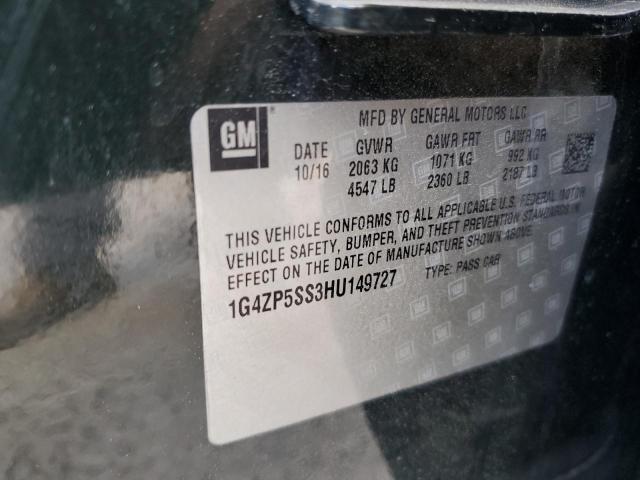 GM
MFD BY GENERAL MOTORS LLC
DATE GVWR GAWR FRT GAWR RR
10/16 2063 KG 1071 KG 992 KG
4547 LB 2360 LB 2187 LB
THIS VEHICLE CONFORMS TO ALL APPLICABLE U.S. FEDERAL MOTOR
VEHICLE SAFETY, BUMPER, AND THEFT PREVENTION STANDARDS IN
EFFECT ON THE DATE OF MANUFACTURE SHOWN ABOVE.
1G4ZP5SS3HU149727 TYPE: PASS CAR